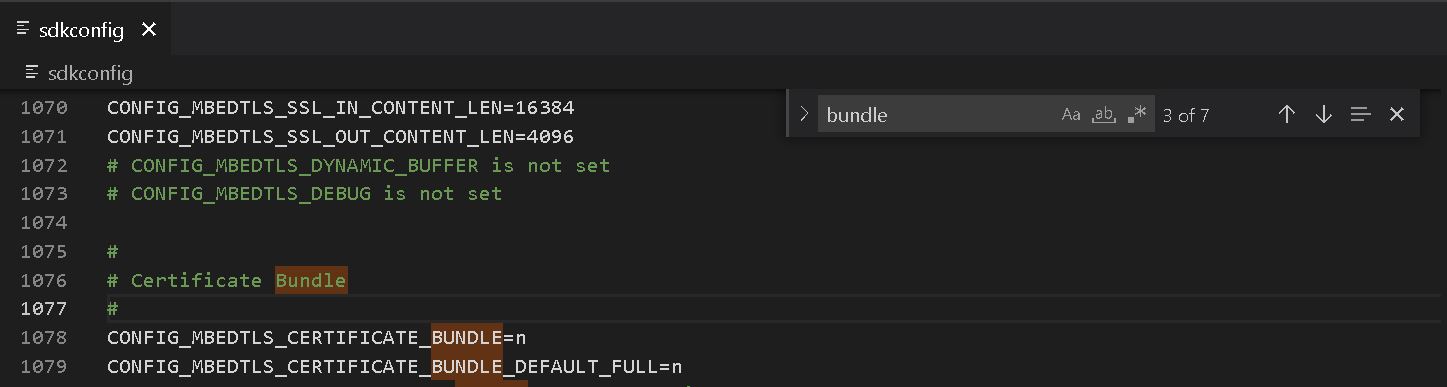 sdkconfig
sdkconfig
bundle Aa ab .* 3 of 7
1070 CONFIG_MBEDTLS_SSL_IN_CONTENT_LEN=16384
1071 CONFIG_MBEDTLS_SSL_OUT_CONTENT_LEN=4096
1072 # CONFIG_MBEDTLS_DYNAMIC_BUFFER is not set
1073 # CONFIG_MBEDTLS_DEBUG is not set
1074
1075 #
1076 # Certificate Bundle
1077 #
1078 CONFIG_MBEDTLS_CERTIFICATE_BUNDLE=n
1079 CONFIG_MBEDTLS_CERTIFICATE_BUNDLE_DEFAULT_FULL=n